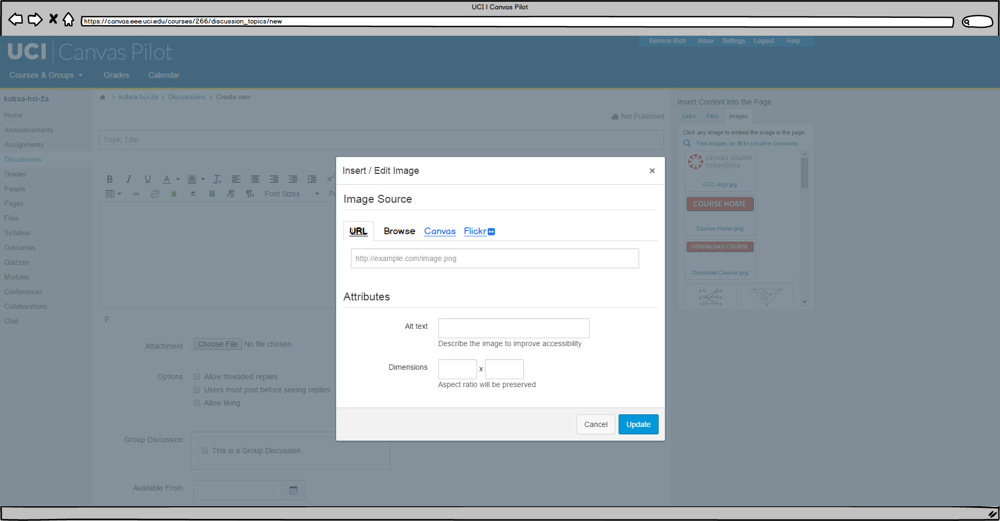 UCI | Canvas Pilot
https://canvas.eee.uci.edu/courses/266/discussion_topics/new
Bernice Rich Inbox Settings Logout Help
UCI | Canvas Pilot
Courses & Groups Grades Calendar
kobsa-hci-2a
Home
Announcements
Assignments
Discussions
Grades
People
Pages
Files
Syllabus
Outcomes
Quizzes
Modules
Conferences
Collaborations
Chat
kobsa-hci-2a > Discussions > Create new
Not Published
Topic Title
B I U A A Tx x²
π ¶ ¶ Font Sizes Pa
p
Attachment Choose File No file chosen
Options Allow threaded replies
Users must post before seeing replies
Allow liking
Group Discussion
This is a Group Discussion
Available From
Insert / Edit Image ×
Image Source
URL Browse Canvas Flickr
http://example.com/image.png
Attributes
Alt text
Describe the image to improve accessibility
Dimensions x
Aspect ratio will be preserved
Cancel Update
Insert Content into the Page
Links Files Images
Click any image to embed the image in the page.
Find images on flickr creative commons
canvas course
collections
CCC-logo.jpg
COURSE HOME
Course Home.png
DOWNLOAD COURSE
Download Course.png